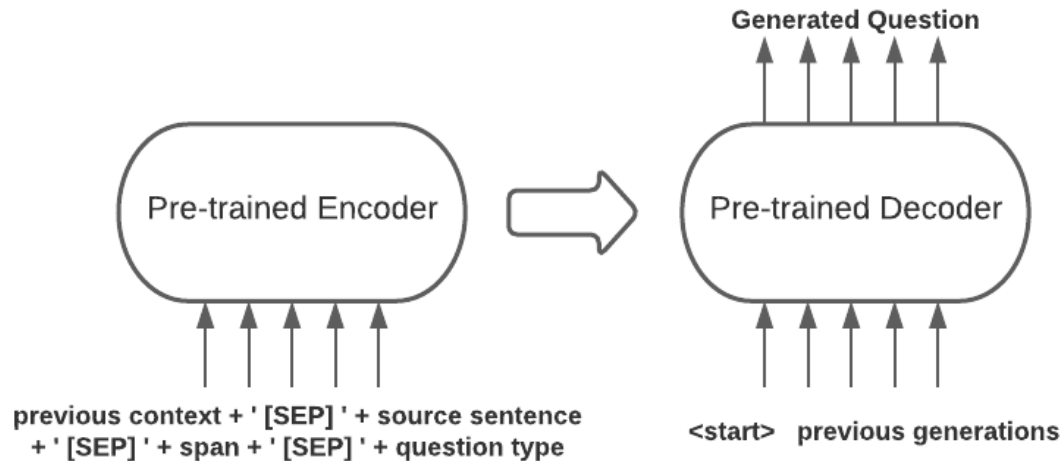 Generated Question
Pre-trained Encoder
Pre-trained Decoder
previous context + ' [SEP] ' + source sentence
+ ' [SEP] ' + span + ' [SEP] ' + question type
<start> previous generations